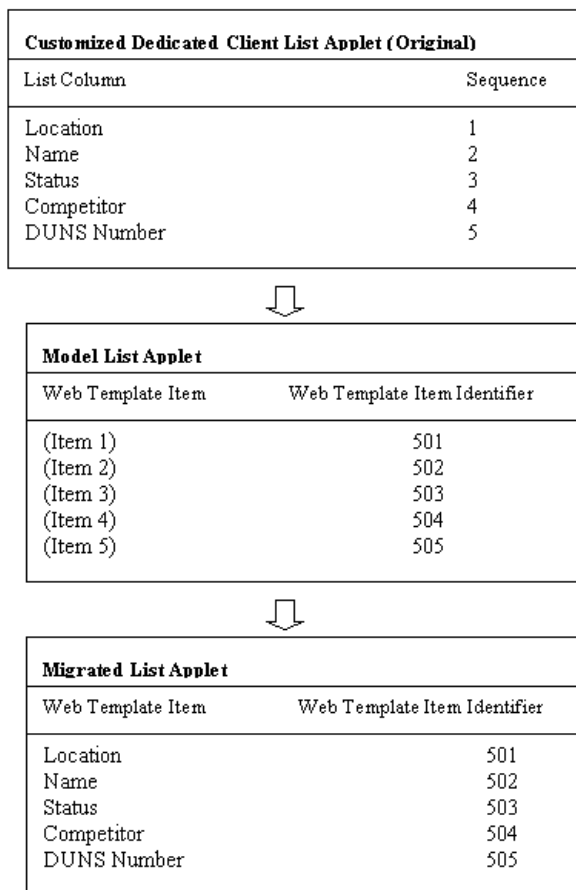 Customized Dedicated Client List Applet (Original)
List Column Sequence
Location 1
Name 2
Status 3
Competitor 4
DUNS Number 5
Model List Applet
Web Template Item Web Template Item Identifier
(Item 1) 501
(Item 2) 502
(Item 3) 503
(Item 4) 504
(Item 5) 505
Migrated List Applet
Web Template Item Web Template Item Identifier
Location 501
Name 502
Status 503
Competitor 504
DUNS Number 505